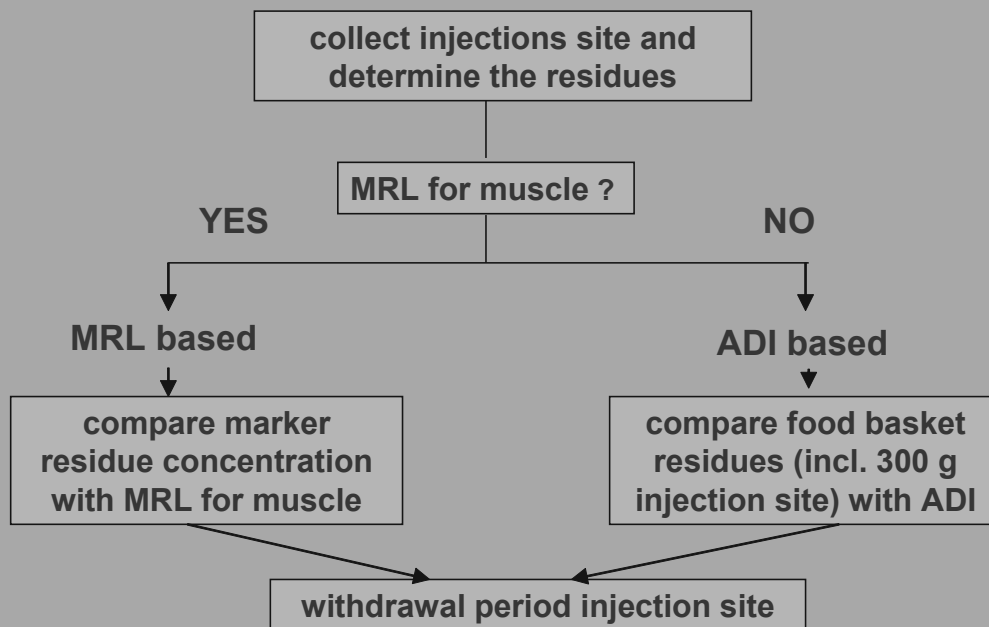 collect injections site and
determine the residues
MRL for muscle ?
YES
NO
MRL based
ADI based
compare marker
residue concentration
with MRL for muscle
compare food basket
residues (incl. 300 g
injection site) with ADI
withdrawal period injection site